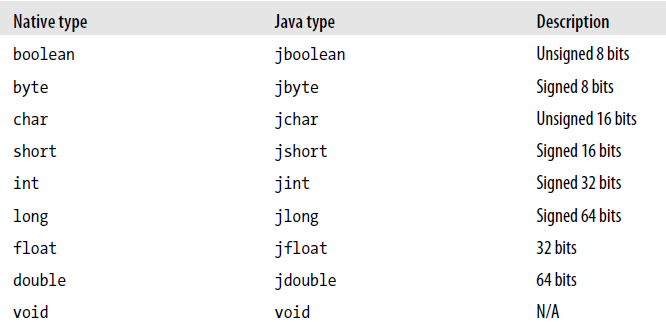 Native type Java type Description
boolean jboolean Unsigned 8 bits
byte jbyte Signed 8 bits
char jchar Unsigned 16 bits
short jshort Signed 16 bits
int jint Signed 32 bits
long jlong Signed 64 bits
float jfloat 32 bits
double jdouble 64 bits
void void N/A